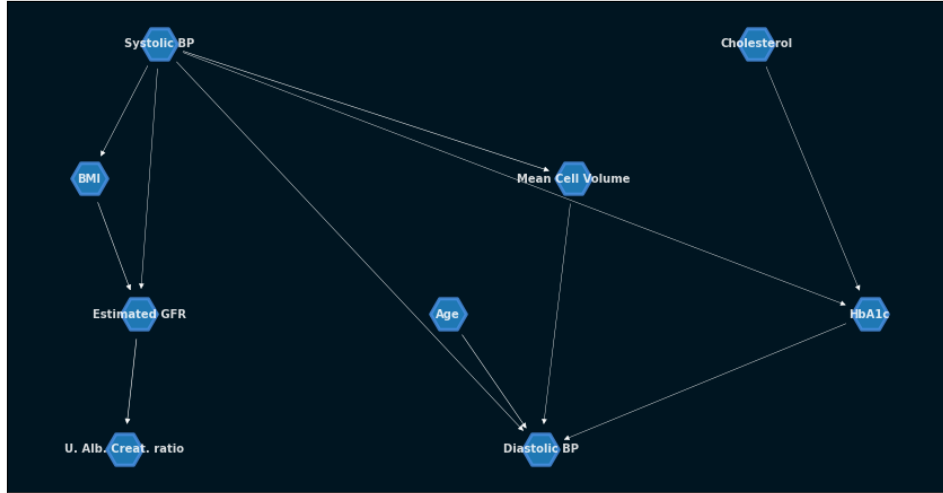 Systolic BP
Cholesterol
BMI
Mean Cell Volume
Estimated GFR
Age
HbA1c
U. Alb. Creat. ratio
Diastolic BP